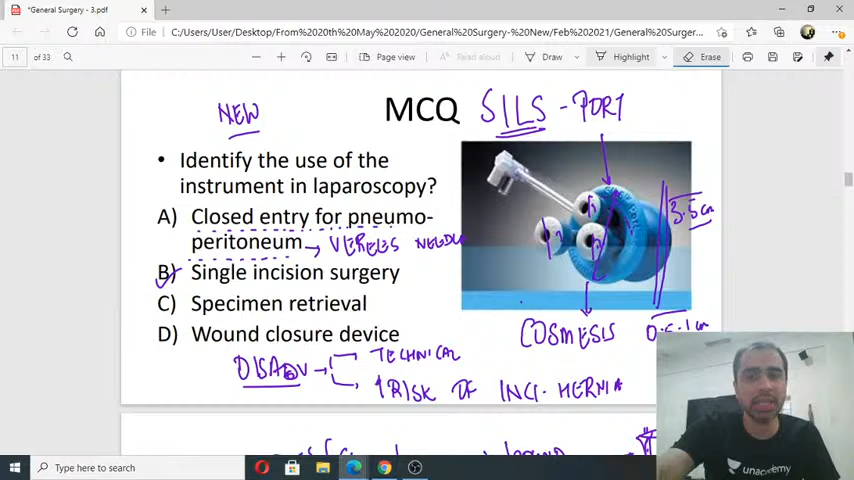 *General Surgery - 3.pdf
File
C:/Users/User/Desktop/From%2020th%20May%202020/General%20Surgery-%20New/Feb%202021/General%20Surger...
11 of 33
Page view
Read aloud
Draw
Highlight
Erase
NEW
MCQ SILS - PORT
• Identify the use of the
instrument in laparoscopy?
A) Closed entry for pneumo-
peritoneum → VEREES NEEDLE
B) Single incision surgery
C) Specimen retrieval
D) Wound closure device
3.5 cm
COSMESIS
DISADV → TECHNICAL
↑RISK OF INCI. HERNIA
unacademy
Type here to search